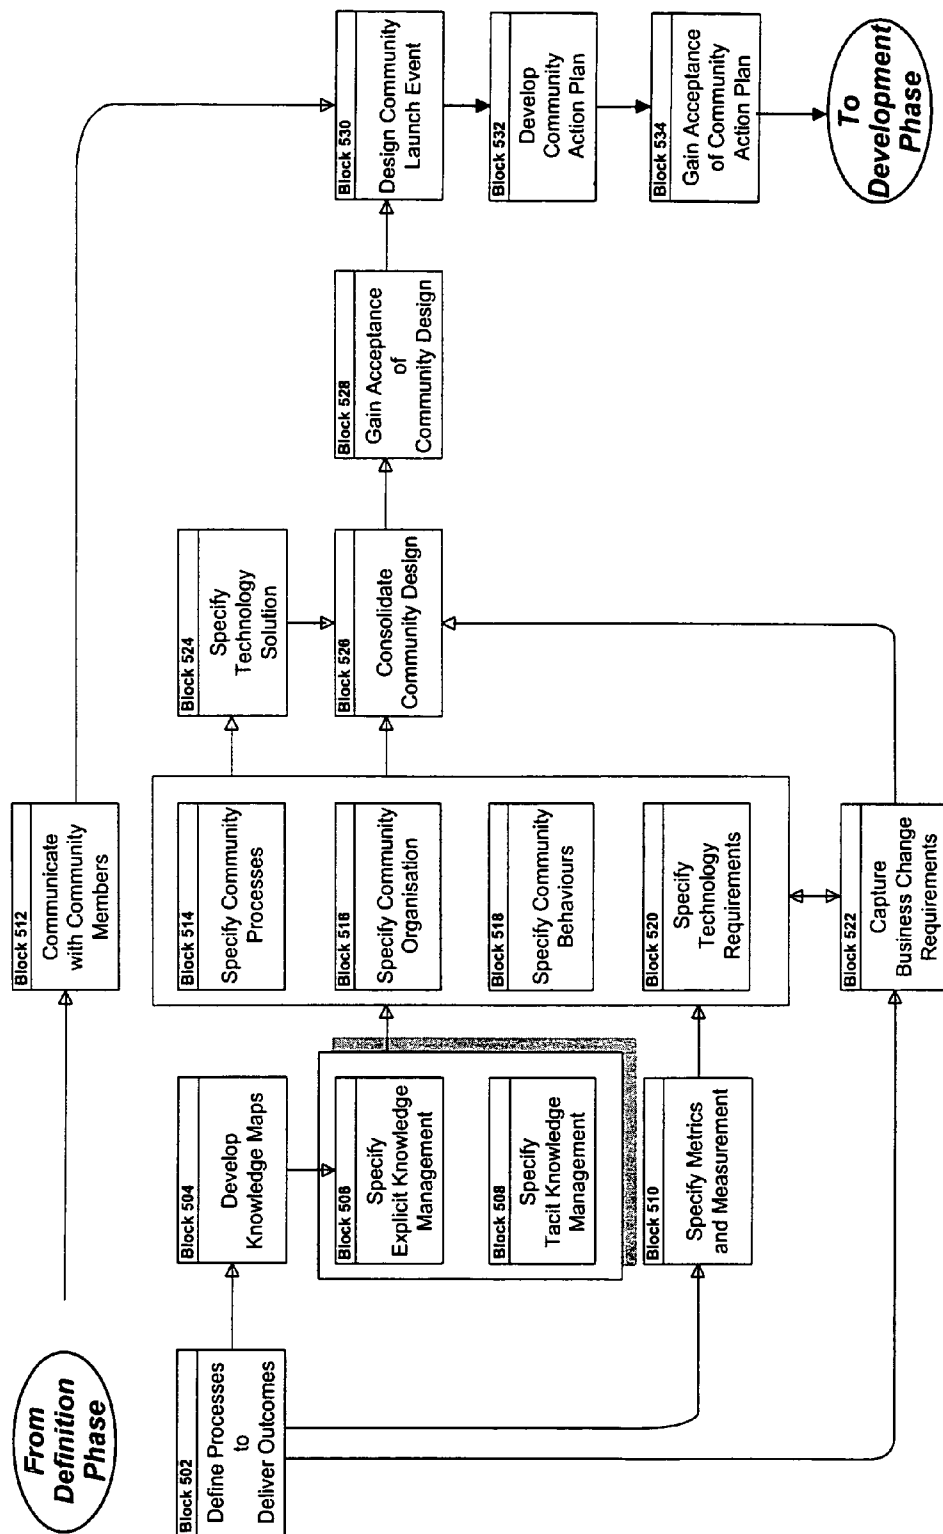 From
Definition
Phase
Block 502
Define Processes
to
Deliver Outcomes
Block 504
Develop
Knowledge Maps
Block 506
Specify
Explicit Knowledge
Management
Block 508
Specify
Tacit Knowledge
Management
Block 510
Specify Metrics
and Measurement
Block 512
Communicate
with Community
Members
Block 514
Specify Community
Processes
Block 516
Specify Community
Organisation
Block 518
Specify Community
Behaviours
Block 520
Specify
Technology
Requirements
Block 522
Capture
Business Change
Requirements
Block 524
Specify
Technology
Solution
Block 526
Consolidate
Community Design
Block 528
Gain Acceptance
of
Community Design
Block 530
Design Community
Launch Event
Block 532
Develop
Community
Action Plan
Block 534
Gain Acceptance
of Community
Action Plan
To
Development
Phase